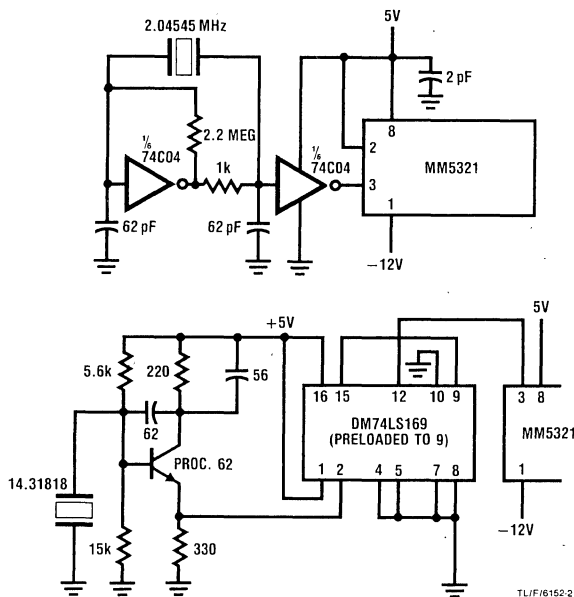 2.04545 MHz
5V
2 pF
2.2 MEG
1/6
74C04
1k
1/6
74C04
8
2
3
MM5321
1
62 pF
62 pF
−12V
+5V
5V
5.6k
220
56
62
16 15 12 10 9
3 8
DM74LS169
(PRELOADED TO 9)
MM5321
PROC. 62
14.31818
1 2 4 5 7 8
1
−12V
15k
330
TL/F/6152-2